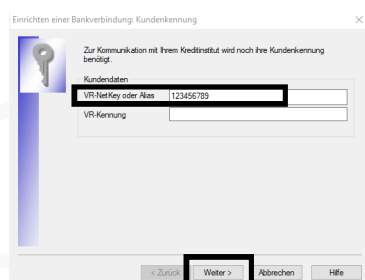 Einrichten einer Bankverbindung: Kundenkennung
Zur Kommunikation mit Ihrem Kreditinstitut wird noch ihre Kundenkennung
benötigt.
Kundendaten
VR-NetKey oder Alias 123456789
VR-Kennung
< Zurück Weiter > Abbrechen Hilfe